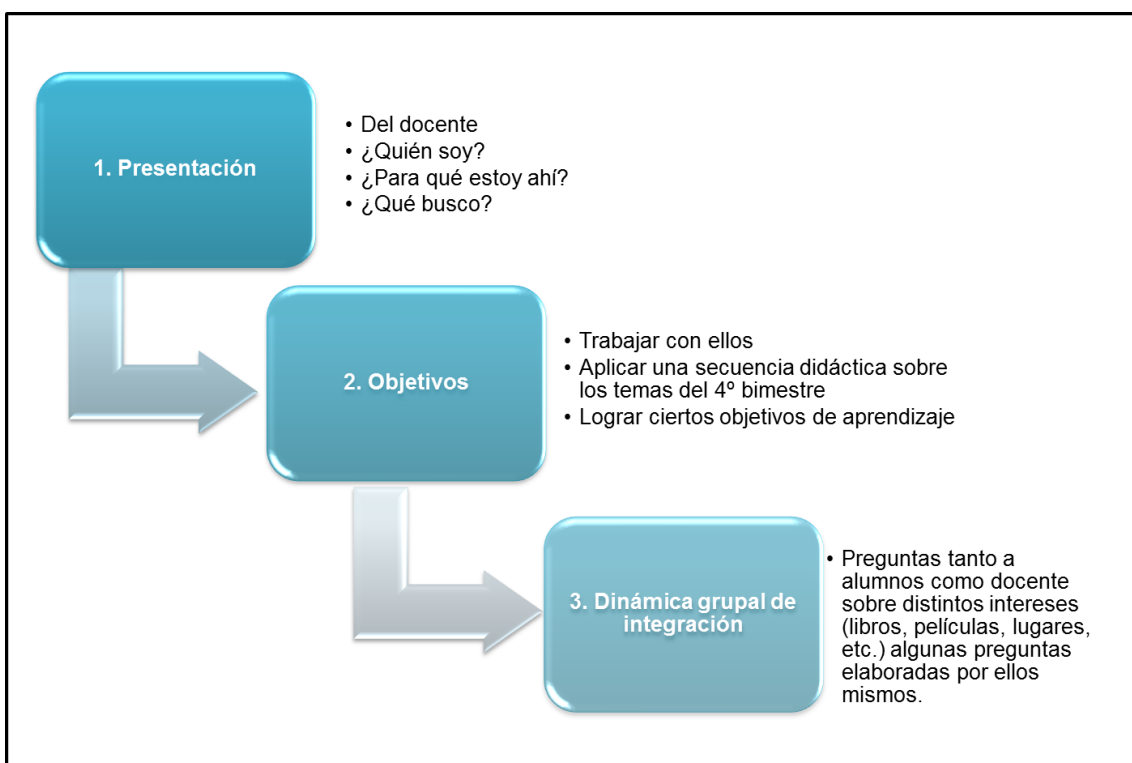 1. Presentación
• Del docente
• ¿Quién soy?
• ¿Para qué estoy ahí?
• ¿Qué busco?
2. Objetivos
• Trabajar con ellos
• Aplicar una secuencia didáctica sobre
los temas del 4º bimestre
• Lograr ciertos objetivos de aprendizaje
3. Dinámica grupal de
integración
• Preguntas tanto a
alumnos como docente
sobre distintos intereses
(libros, películas, lugares,
etc.) algunas preguntas
elaboradas por ellos
mismos.